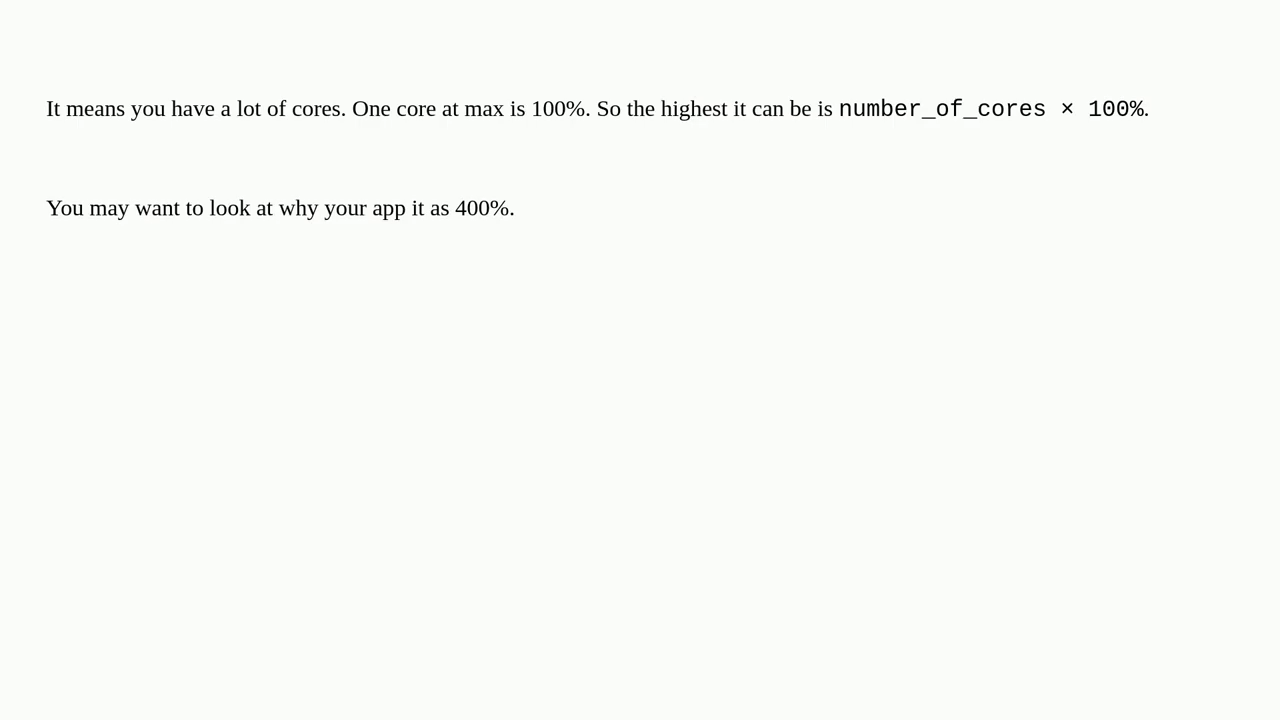 It means you have a lot of cores. One core at max is 100%. So the highest it can be is number_of_cores × 100%.
You may want to look at why your app it as 400%.